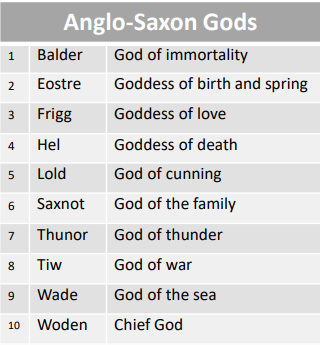 Anglo-Saxon Gods
1 Balder God of immortality
2 Eostre Goddess of birth and spring
3 Frigg Goddess of love
4 Hel Goddess of death
5 Lold God of cunning
6 Saxnot God of the family
7 Thunor God of thunder
8 Tiw God of war
9 Wade God of the sea
10 Woden Chief God